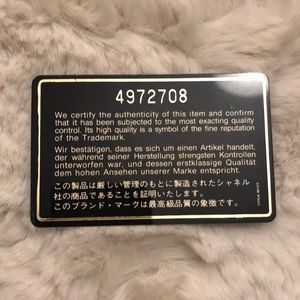 4972708
We certify the authenticity of this item and confirm
that it has been subjected to the most exacting quality
control. Its high quality is a symbol of the fine reputation
of the Trademark.
Wir bestätigen, dass es sich um einen Artikel handelt,
der während seiner Herstellung strengsten Kontrollen
unterworfen war, und dessen erstklassige Qualität
dem hohen Ansehen unserer Marke entspricht.
この製品は厳しい管理のもとに製造されたシャネル
社の商品であることを証明いたします。
このブランド・マークは最高級品質の象徴です。